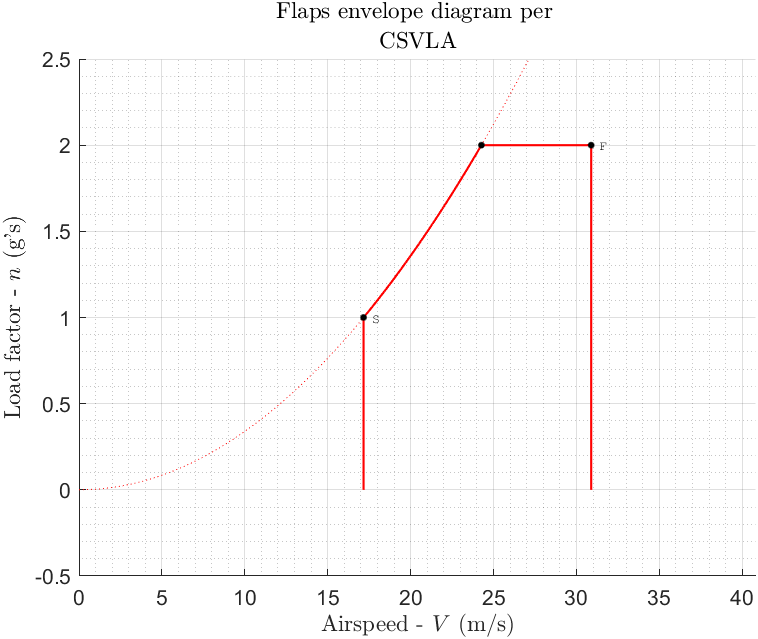 Flaps envelope diagram per
CSVLA
2.5
2
1.5
1
0.5
0
-0.5
F
S
0 5 10 15 20 25 30 35 40
Load factor - n (g's)
Airspeed - V (m/s)